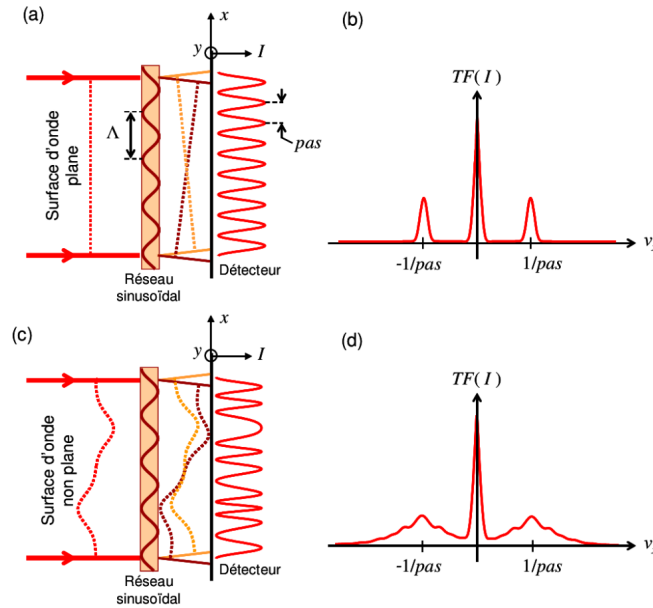 (a)
x
y
I
Surface d'onde
plane
Λ
pas
Réseau
sinusoïdal
Détecteur
(b)
TF( I )
-1/pas
1/pas
(c)
x
y
I
Surface d'onde
non plane
Réseau
sinusoïdal
Détecteur
(d)
TF( I )
-1/pas
1/pas